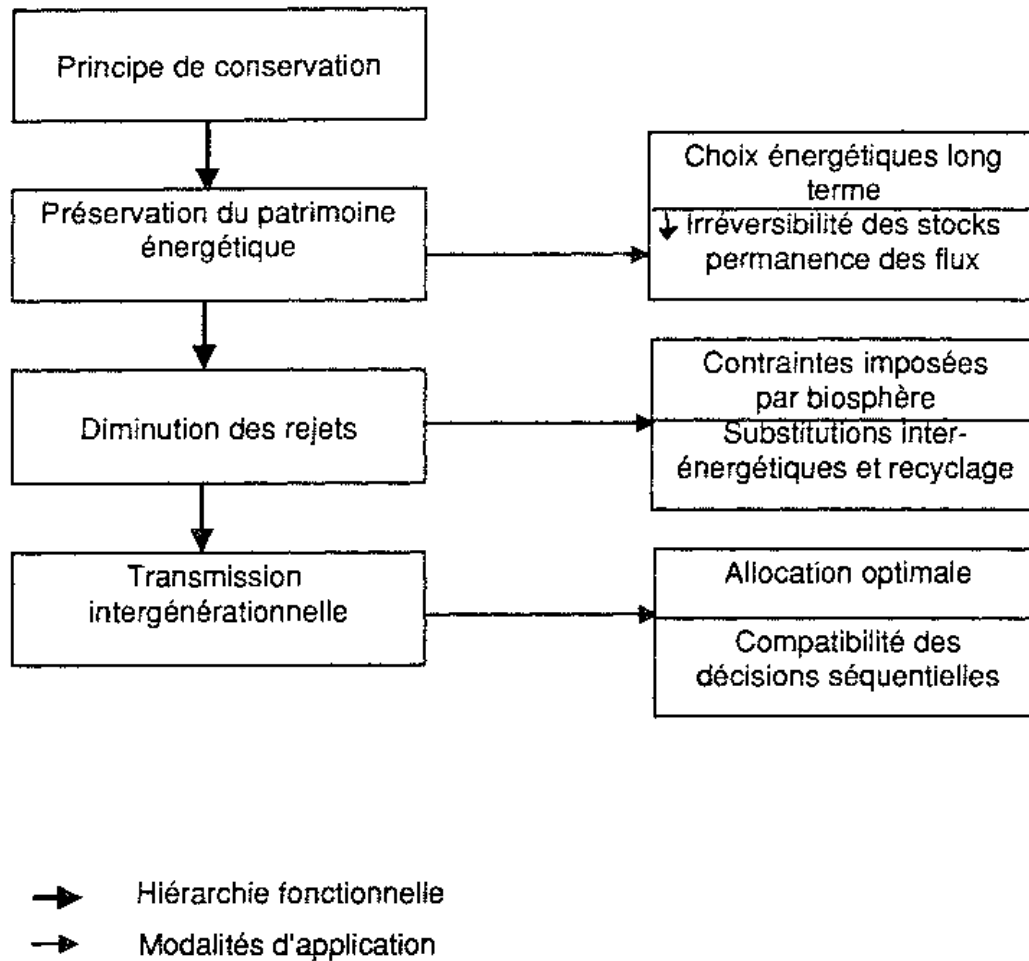 Principe de conservation
Préservation du patrimoine
énergétique
Choix énergétiques long
terme
Irréversibilité des stocks
permanence des flux
Diminution des rejets
Contraintes imposées
par biosphère
Substitutions inter-
énergétiques et recyclage
Transmission
intergénérationnelle
Allocation optimale
Compatibilité des
décisions séquentielles
Hiérarchie fonctionnelle
Modalités d'application